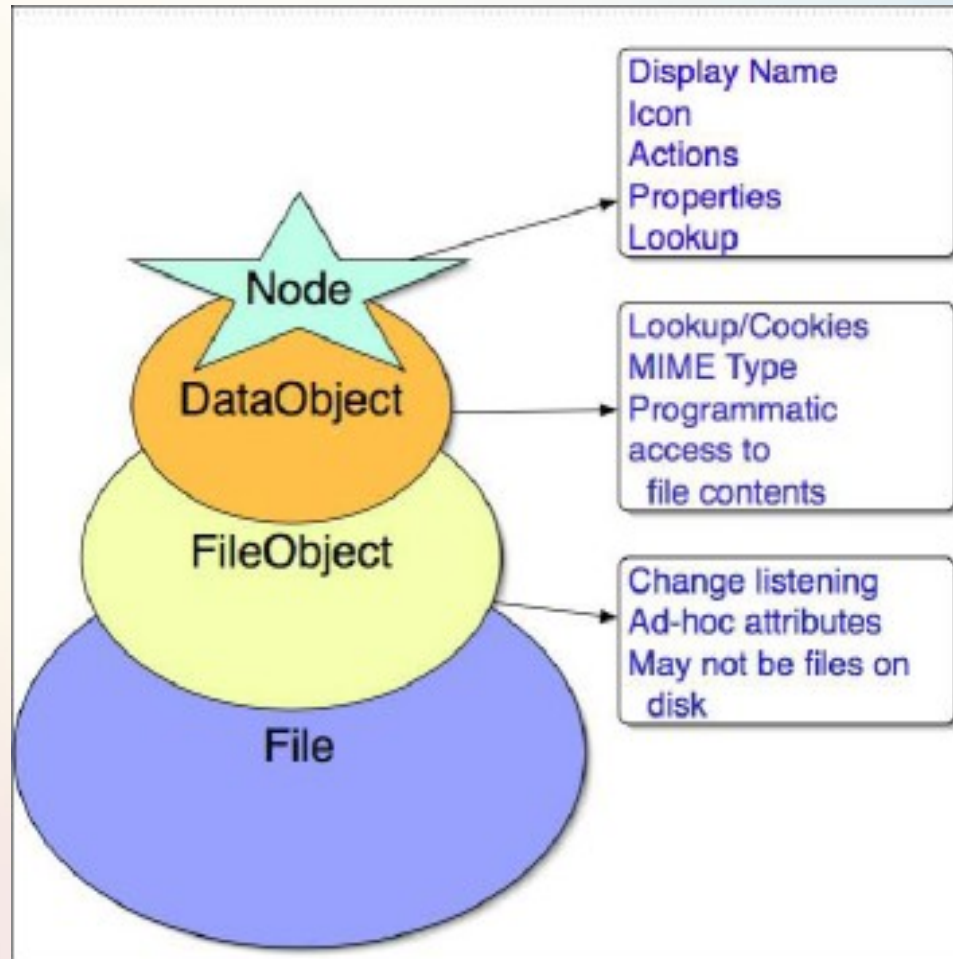 Display Name
Icon
Actions
Properties
Lookup
Node
Lookup/Cookies
MIME Type
Programmatic
access to
file contents
DataObject
FileObject
Change listening
Ad-hoc attributes
May not be files on
disk
File